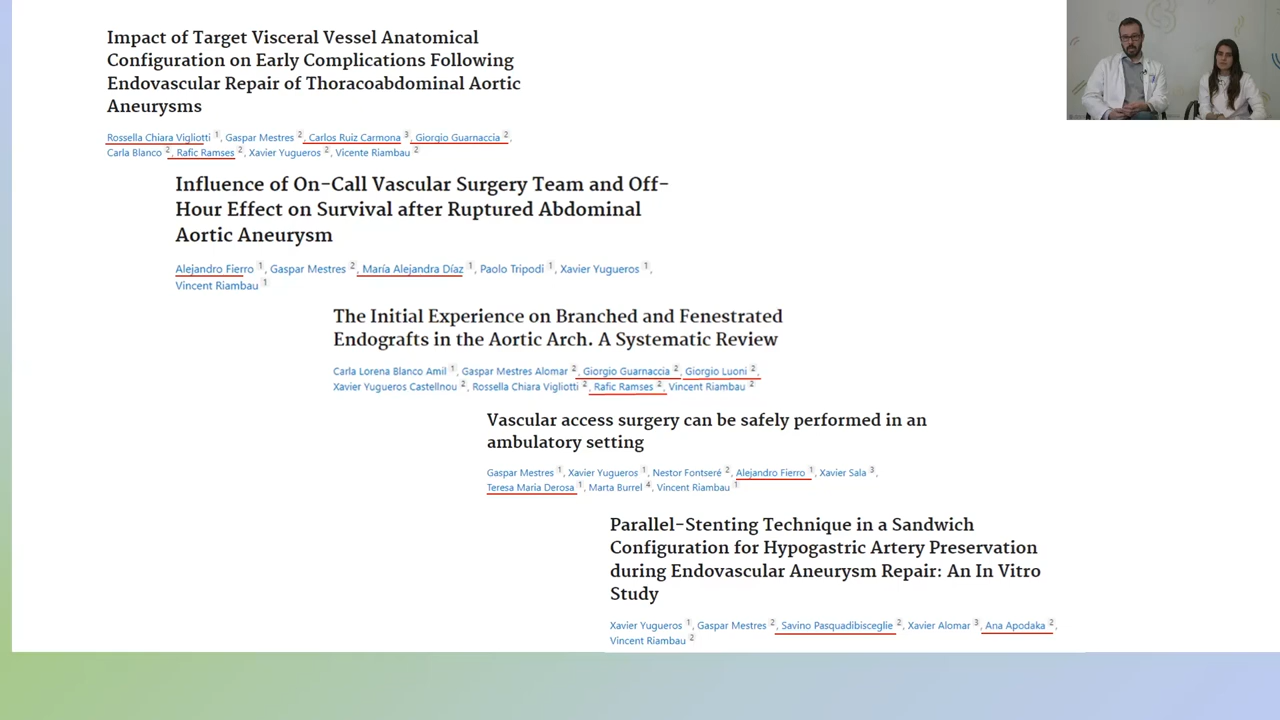 Impact of Target Visceral Vessel Anatomical
Configuration on Early Complications Following
Endovascular Repair of Thoracoabdominal Aortic
Aneurysms
Rossella Chiara Vigliotti 1, Gaspar Mestres 2, Carlos Ruiz Carmona 3, Giorgio Guarnaccia 2,
Carla Blanco 2, Rafic Ramses 2, Xavier Yugueros 2, Vicente Riambau 2
Influence of On-Call Vascular Surgery Team and Off-
Hour Effect on Survival after Ruptured Abdominal
Aortic Aneurysm
Alejandro Fierro 1, Gaspar Mestres 2, María Alejandra Díaz 1, Paolo Tripodi 1, Xavier Yugueros 1,
Vincent Riambau 1
The Initial Experience on Branched and Fenestrated
Endografts in the Aortic Arch. A Systematic Review
Carla Lorena Blanco Amil 1, Gaspar Mestres Alomar 2, Giorgio Guarnaccia 2, Giorgio Luoni 2,
Xavier Yugueros Castellnou 2, Rossella Chiara Vigliotti 2, Rafic Ramses 2, Vincent Riambau 2
Vascular access surgery can be safely performed in an
ambulatory setting
Gaspar Mestres 1, Xavier Yugueros 1, Nestor Fontseré 2, Alejandro Fierro 1, Xavier Sala 3,
Teresa Maria Derosa 1, Marta Burrel 4, Vincent Riambau 1
Parallel-Stenting Technique in a Sandwich
Configuration for Hypogastric Artery Preservation
during Endovascular Aneurysm Repair: An In Vitro
Study
Xavier Yugueros 1, Gaspar Mestres 2, Savino Pasquadibisceglie 2, Xavier Alomar 3, Ana Apodaka 2,
Vincent Riambau 2